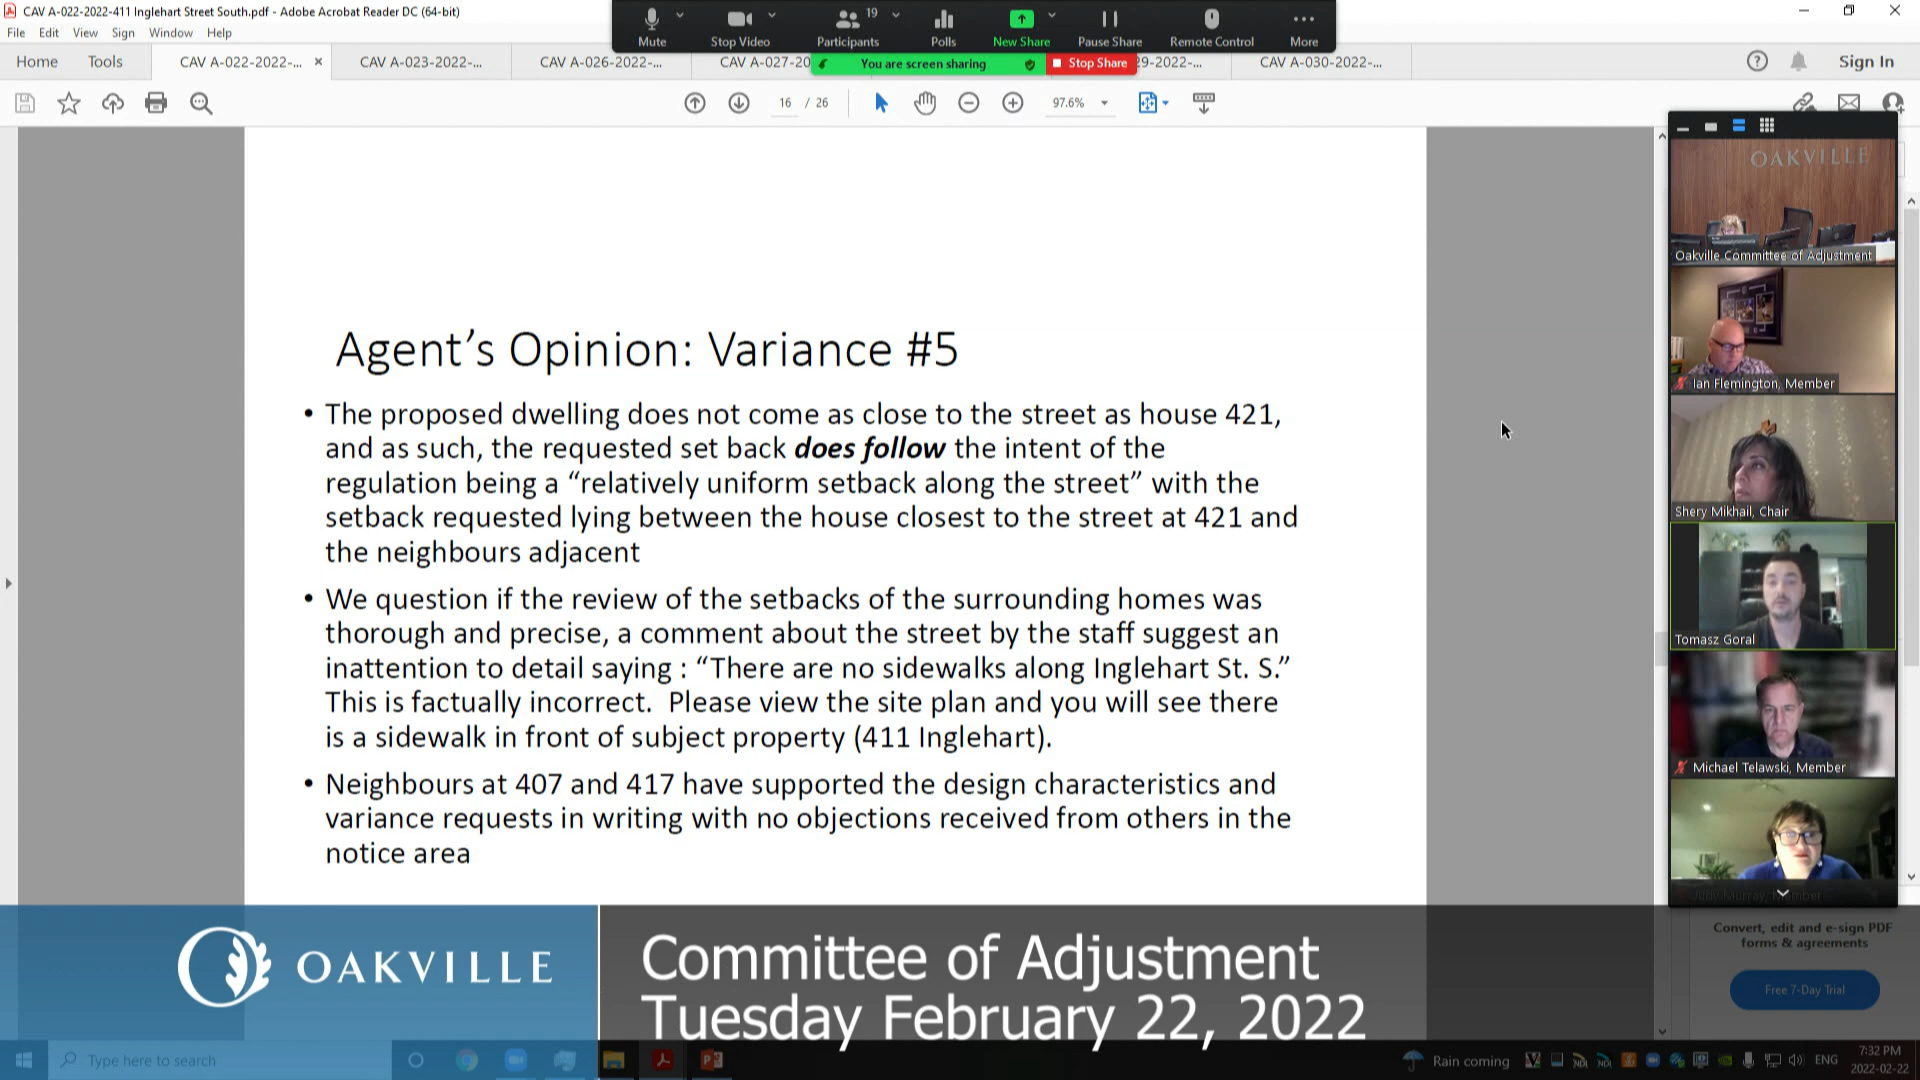 CAV A-022-2022-411 Inglehart Street South.pdf - Adobe Acrobat Reader DC (64-bit)
File Edit View Sign Window Help
Mute Stop Video Participants 19 Polls New Share Pause Share Remote Control More
You are screen sharing Stop Share
Home Tools CAV A-022-2022-... × CAV A-023-2022-... CAV A-026-2022-... CAV A-027-20 29-2022-... CAV A-030-2022-... Sign In
16 / 26 97.6%
Agent's Opinion: Variance #5
• The proposed dwelling does not come as close to the street as house 421,
and as such, the requested set back does follow the intent of the
regulation being a “relatively uniform setback along the street” with the
setback requested lying between the house closest to the street at 421 and
the neighbours adjacent
• We question if the review of the setbacks of the surrounding homes was
thorough and precise, a comment about the street by the staff suggest an
inattention to detail saying : “There are no sidewalks along Inglehart St. S.”
This is factually incorrect. Please view the site plan and you will see there
is a sidewalk in front of subject property (411 Inglehart).
• Neighbours at 407 and 417 have supported the design characteristics and
variance requests in writing with no objections received from others in the
notice area
OAKVILLE
Oakville Committee of Adjustment
Ian Flemington, Member
Shery Mikhail, Chair
Tomasz Goral
Michael Telawski, Member
Convert, edit and e-sign PDF
forms & agreements
Free 7-Day Trial
OAKVILLE
Committee of Adjustment
Tuesday February 22, 2022
Type here to search
Rain coming
ENG
7:32 PM
2022-02-22